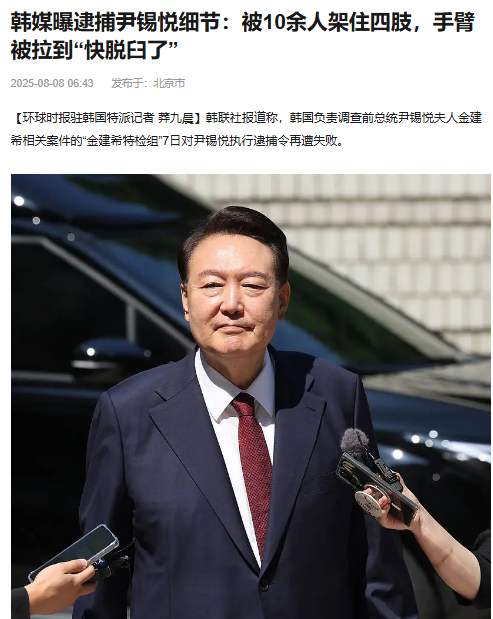 韩媒曝逮捕尹锡悦细节：被10余人架住四肢，手臂
被拉到“快脱臼了”
2025-08-08 06:43 发布于：北京市
【环球时报驻韩国特派记者 莽九晨】韩联社报道称，韩国负责调查前总统尹锡悦夫人金建
希相关案件的“金建希特检组”7日对尹锡悦执行逮捕令再遭失败。